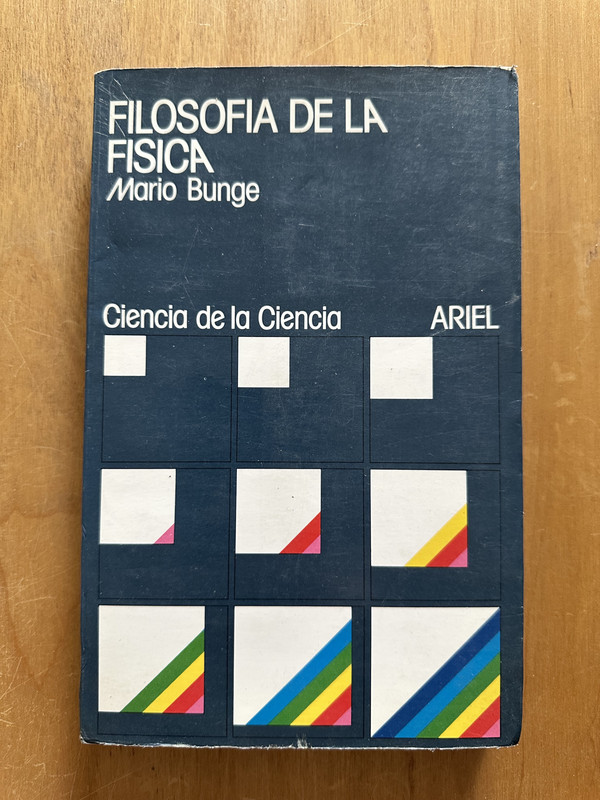 FILOSOFIA DE LA
FISICA
Mario Bunge
Ciencia de la Ciencia ARIEL